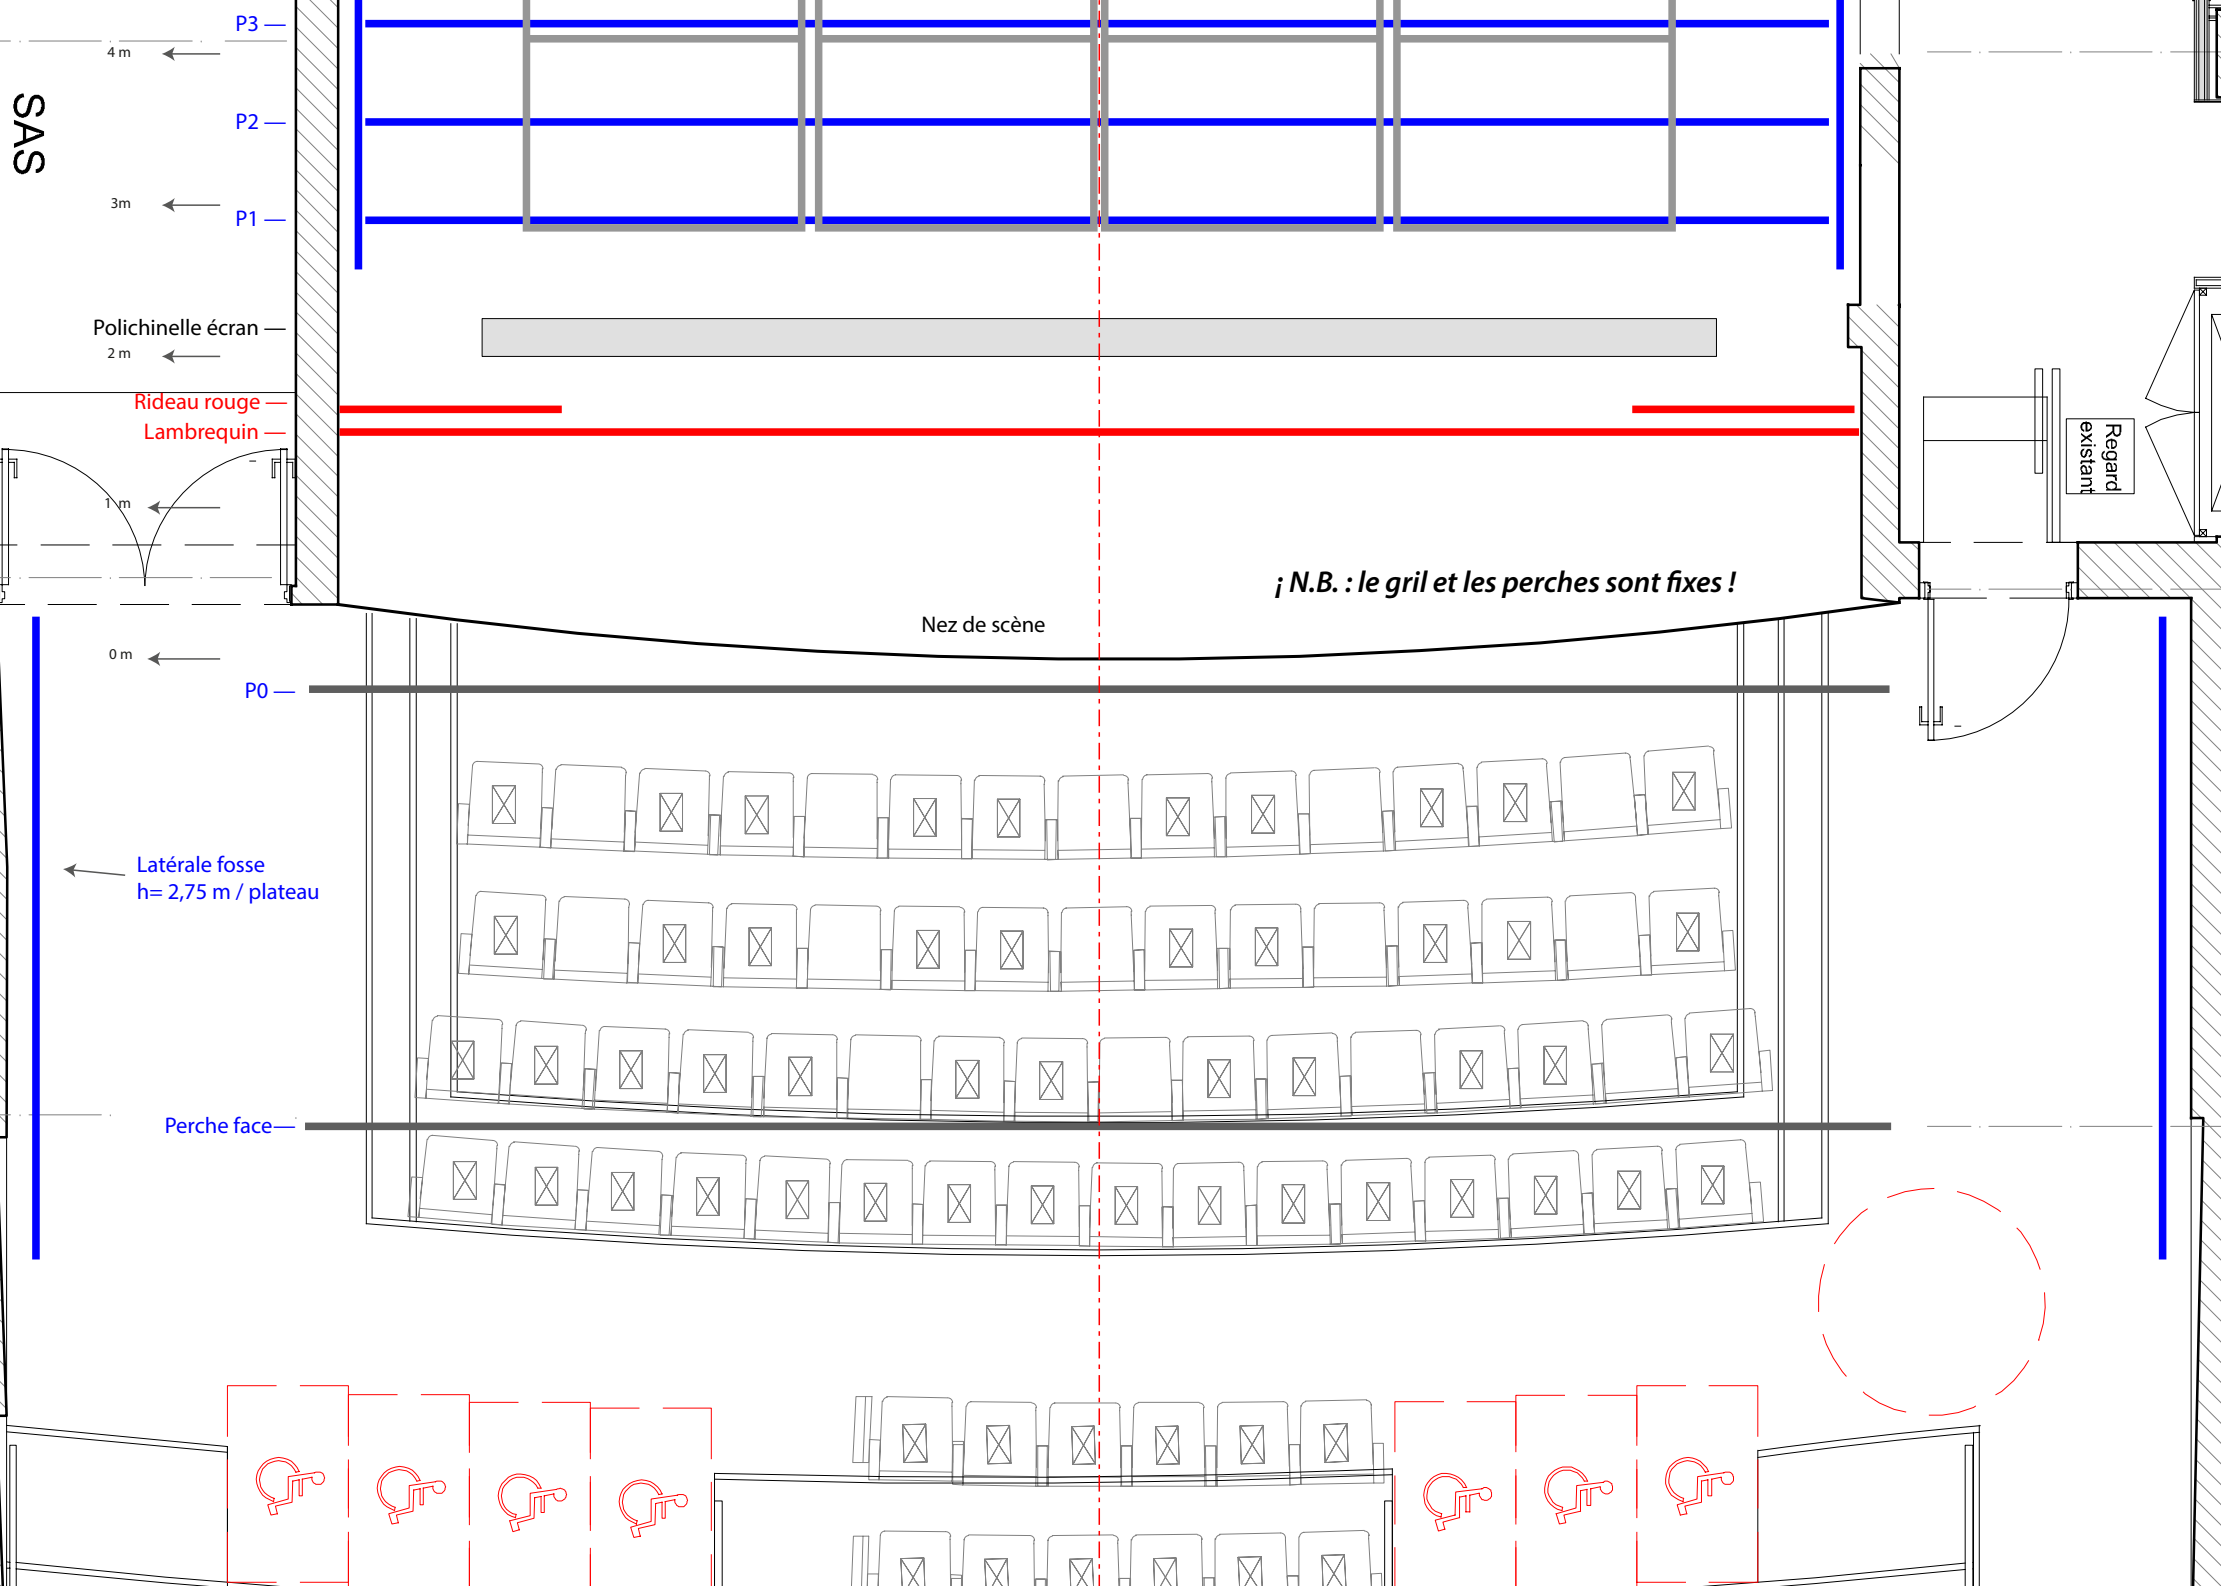 P3 —
4 m
SAS
P2 —
3m
P1 —
Polichinelle écran —
2 m
Rideau rouge —
Lambrequin —
Regard
existant
1 m
¡ N.B. : le gril et les perches sont fixes !
Nez de scène
0 m
P0 —
Latérale fosse
h= 2,75 m / plateau
Perche face—